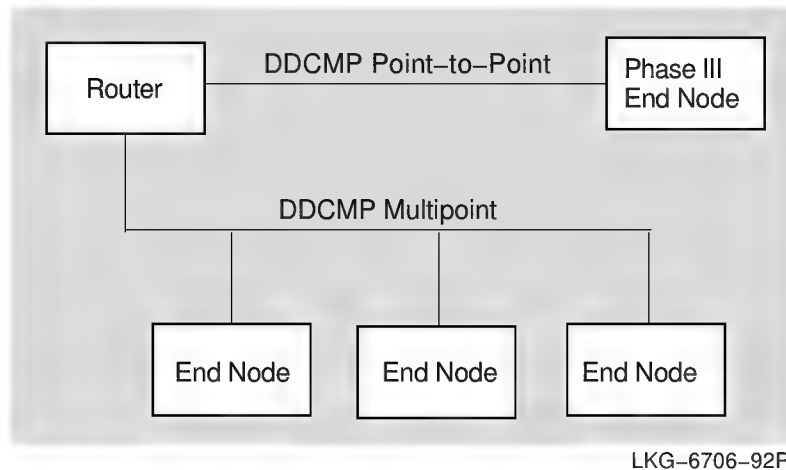 Router
DDCMP Point–to–Point
Phase III
End Node
DDCMP Multipoint
End Node
End Node
End Node
LKG–6706–92R